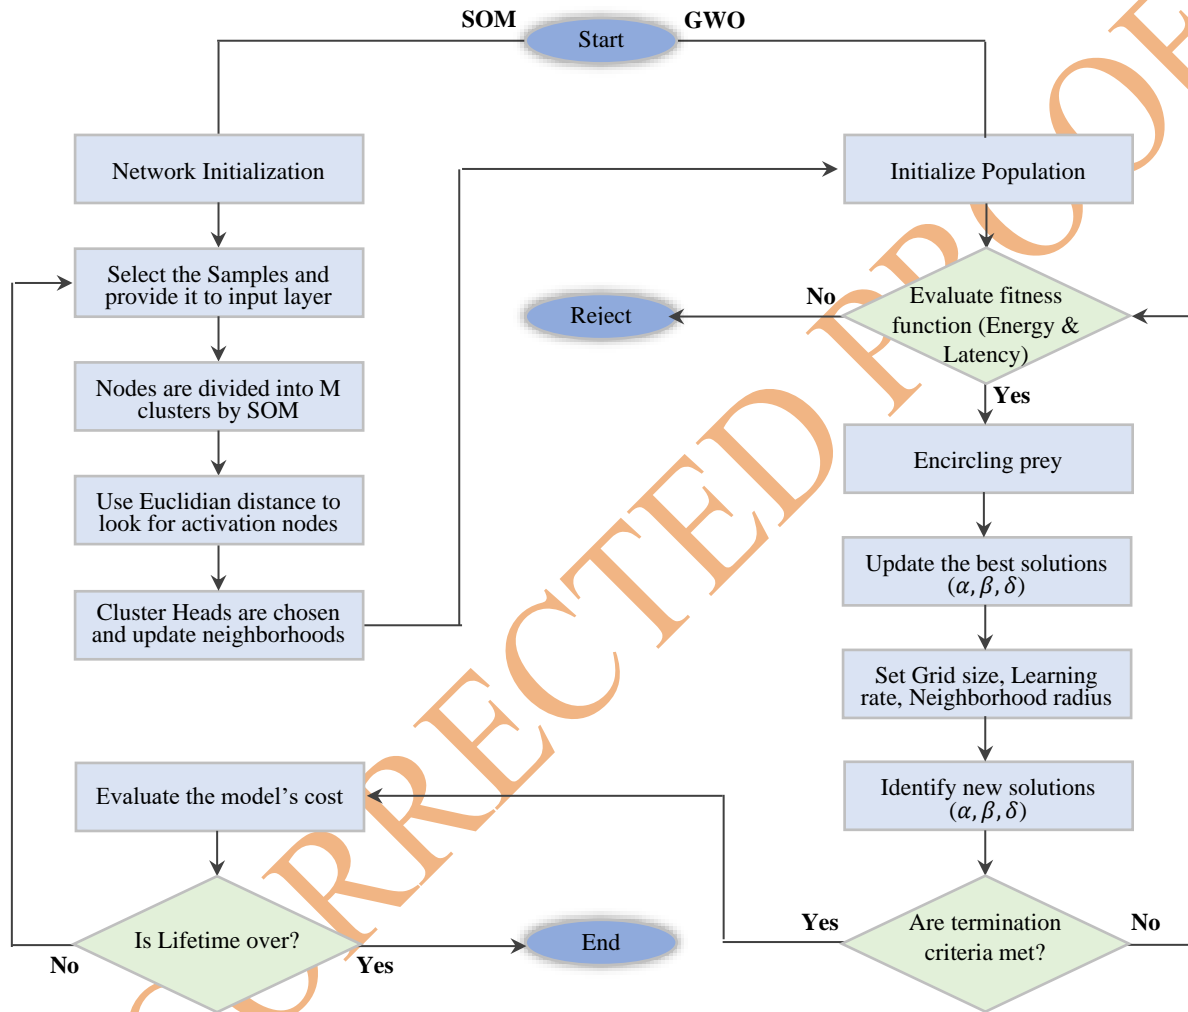 SOM
Start
GWO
Network Initialization
Initialize Population
Select the Samples and
provide it to input layer
No
Reject
Evaluate fitness
function (Energy &
Latency)
Yes
Nodes are divided into M
clusters by SOM
Encircling prey
Use Euclidian distance to
look for activation nodes
Update the best solutions
(α, β, δ)
Cluster Heads are chosen
and update neighborhoods
Set Grid size, Learning
rate, Neighborhood radius
Evaluate the model's cost
Identify new solutions
(α, β, δ)
Is Lifetime over?
No
Yes
End
Yes
Are termination
criteria met?
No
RRECTED PROOF